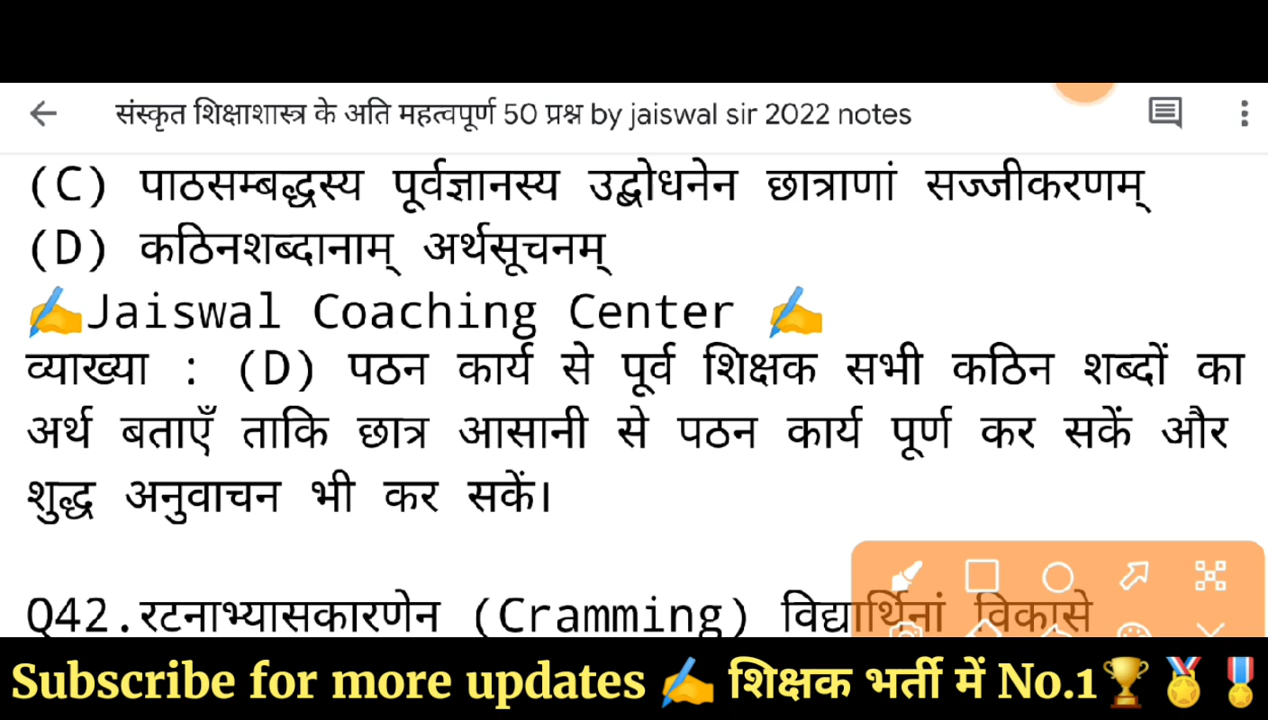 संस्कृत शिक्षाशास्त्र के अति महत्वपूर्ण 50 प्रश्न by jaiswal sir 2022 notes
(C) पाठसम्बद्धस्य पूर्वज्ञानस्य उद्बोधनेन छात्राणां सज्जीकरणम्
(D) कठिनशब्दानाम् अर्थसूचनम्
✍️Jaiswal Coaching Center ✍️
व्याख्या : (D) पठन कार्य से पूर्व शिक्षक सभी कठिन शब्दों का
अर्थ बताएँ ताकि छात्र आसानी से पठन कार्य पूर्ण कर सकें और
शुद्ध अनुवाचन भी कर सकें।
Q42.रटनाभ्यासकारणेन (Cramming) विद्यार्थिनां विकासे
Subscribe for more updates ✍️ शिक्षक भर्ती में No.1🏆🏅🎖️